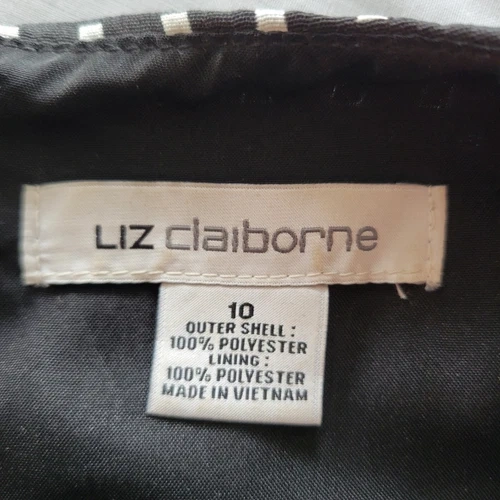 LIZ claiborne
10
OUTER SHELL :
100% POLYESTER
LINING :
100% POLYESTER
MADE IN VIETNAM